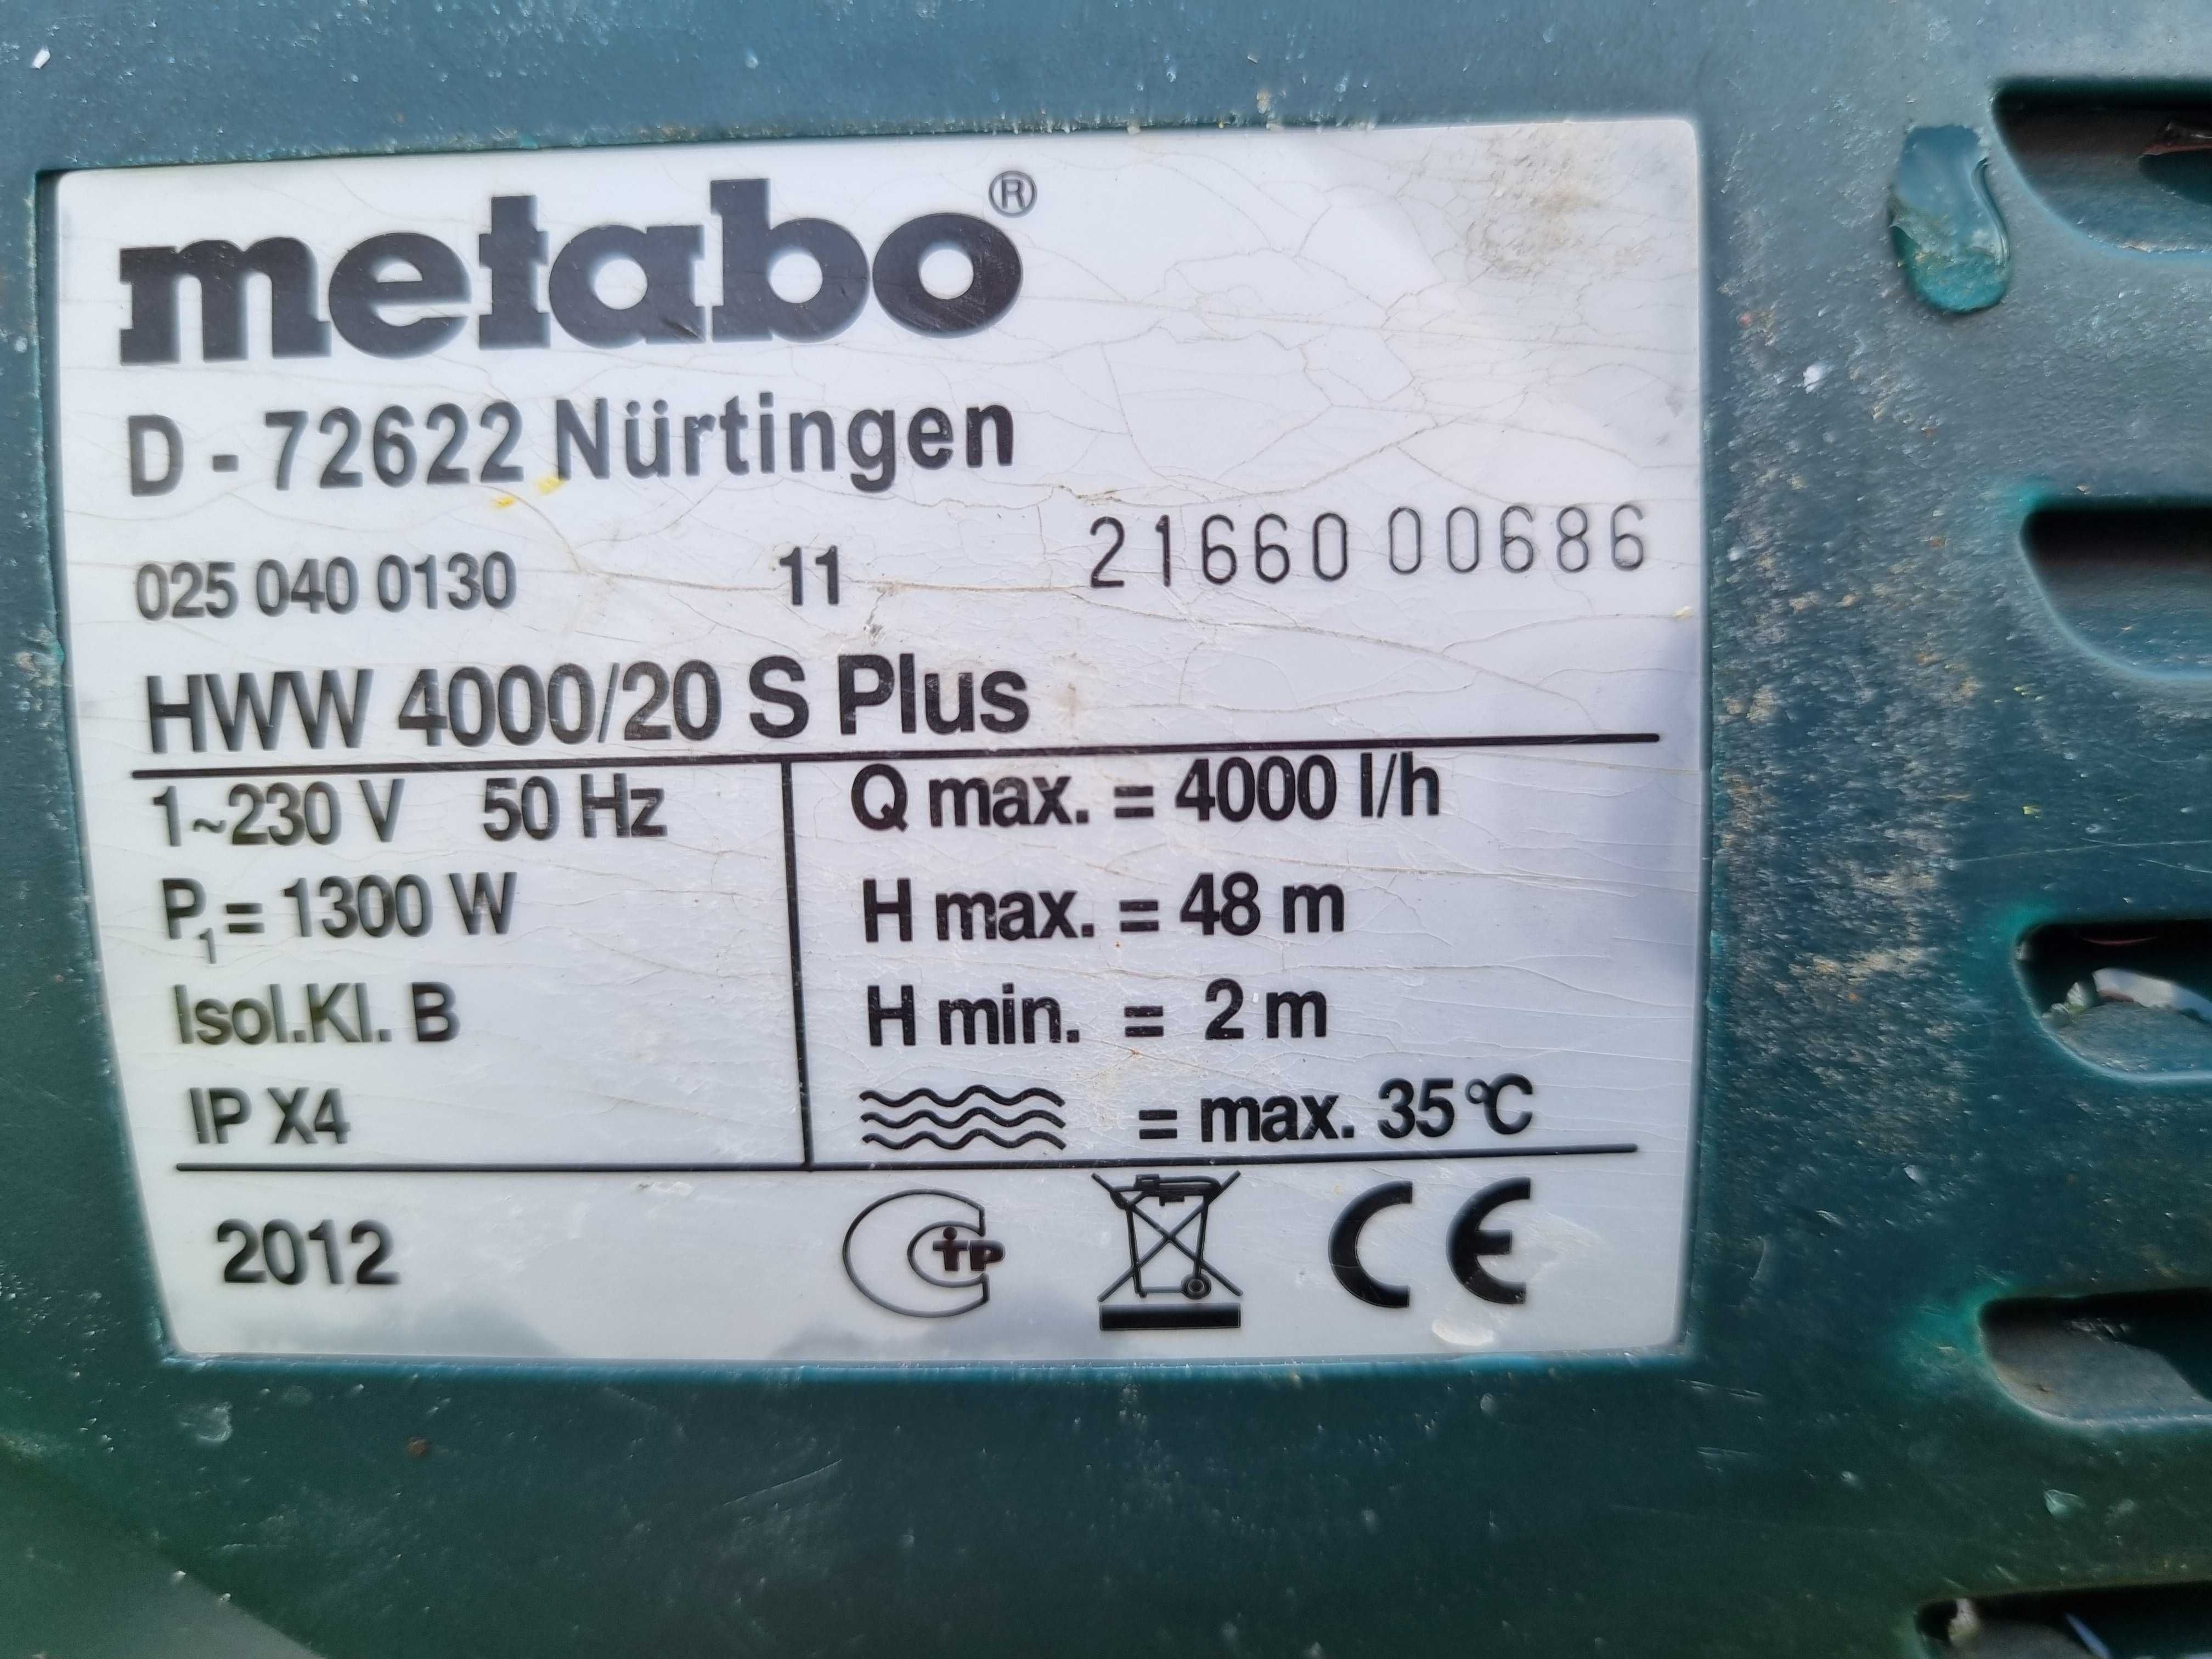 metabo®
D - 72622 Nürtingen
025 040 0130 11 21660 00686
HWW 4000/20 S Plus
1~230 V 50 Hz
P1 = 1300 W
Isol.Kl. B
IP X4
Q max. = 4000 l/h
H max. = 48 m
H min. = 2 m
= max. 35 °C
2012
CE